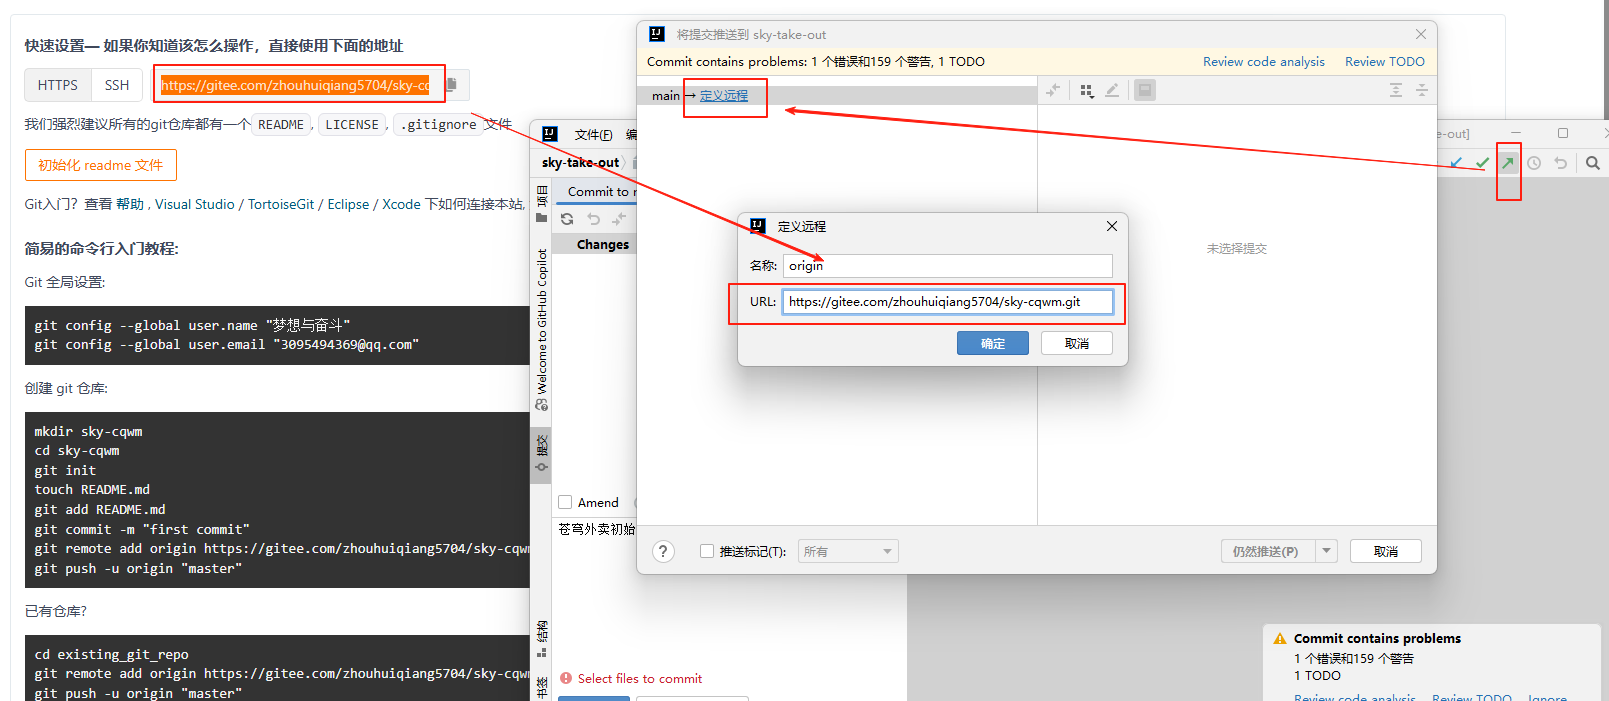 快速设置— 如果你知道该怎么操作，直接使用下面的地址
HTTPS
SSH
https://gitee.com/zhouhuiqiang5704/sky-cq
我们强烈建议所有的git仓库都有一个 README, LICENSE, .gitignore 文件
初始化 readme 文件
Git入门？查看 帮助 , Visual Studio / TortoiseGit / Eclipse / Xcode 下如何连接本站,
简易的命令行入门教程:
Git 全局设置:
git config --global user.name "梦想与奋斗"
git config --global user.email "3095494369@qq.com"
创建 git 仓库:
mkdir sky-cqwm
cd sky-cqwm
git init
touch README.md
git add README.md
git commit -m "first commit"
git remote add origin https://gitee.com/zhouhuiqiang5704/sky-cqwm
git push -u origin "master"
已有仓库?
cd existing_git_repo
git remote add origin https://gitee.com/zhouhuiqiang5704/sky-cqwm
git push -u origin "master"
文件(F) 编
e-out]
sky-take-out
项目
Welcome to GitHub Copilot
提交
结构
书签
Commit to
Changes
Amend
苍穹外卖初始
Select files to commit
将提交推送到 sky-take-out
Commit contains problems: 1 个错误和159 个警告, 1 TODO
Review code analysis
Review TODO
main → 定义远程
未选择提交
推送标记(T):
所有
仍然推送(P)
取消
定义远程
名称:
origin
URL:
https://gitee.com/zhouhuiqiang5704/sky-cqwm.git
确定
取消
Commit contains problems
1 个错误和159 个警告
1 TODO
Review code analysis
Review TODO
Ignore